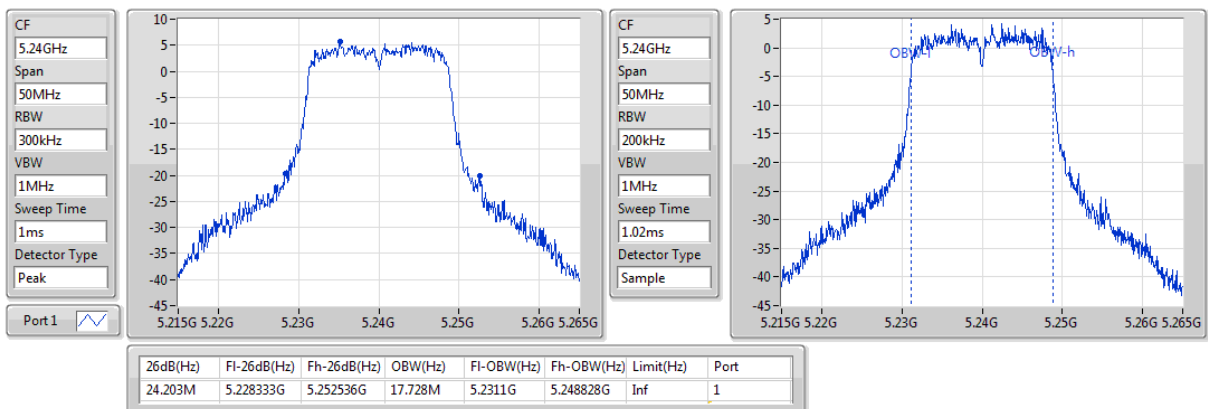 CF
5.24GHz
Span
50MHz
RBW
300kHz
VBW
1MHz
Sweep Time
1ms
Detector Type
Peak
Port 1
10
5
0
-5
-10
-15
-20
-25
-30
-35
-40
-45
5.215G 5.22G 5.23G 5.24G 5.25G 5.26G 5.265G
CF
5.24GHz
Span
50MHz
RBW
200kHz
VBW
1MHz
Sweep Time
1.02ms
Detector Type
Sample
5
0
-5
-10
-15
-20
-25
-30
-35
-40
-45
OBW-l OBW-h
5.215G 5.22G 5.23G 5.24G 5.25G 5.26G 5.265G
26dB(Hz) Fl-26dB(Hz) Fh-26dB(Hz) OBW(Hz) Fl-OBW(Hz) Fh-OBW(Hz) Limit(Hz) Port
24.203M 5.228333G 5.252536G 17.728M 5.2311G 5.248828G Inf 1